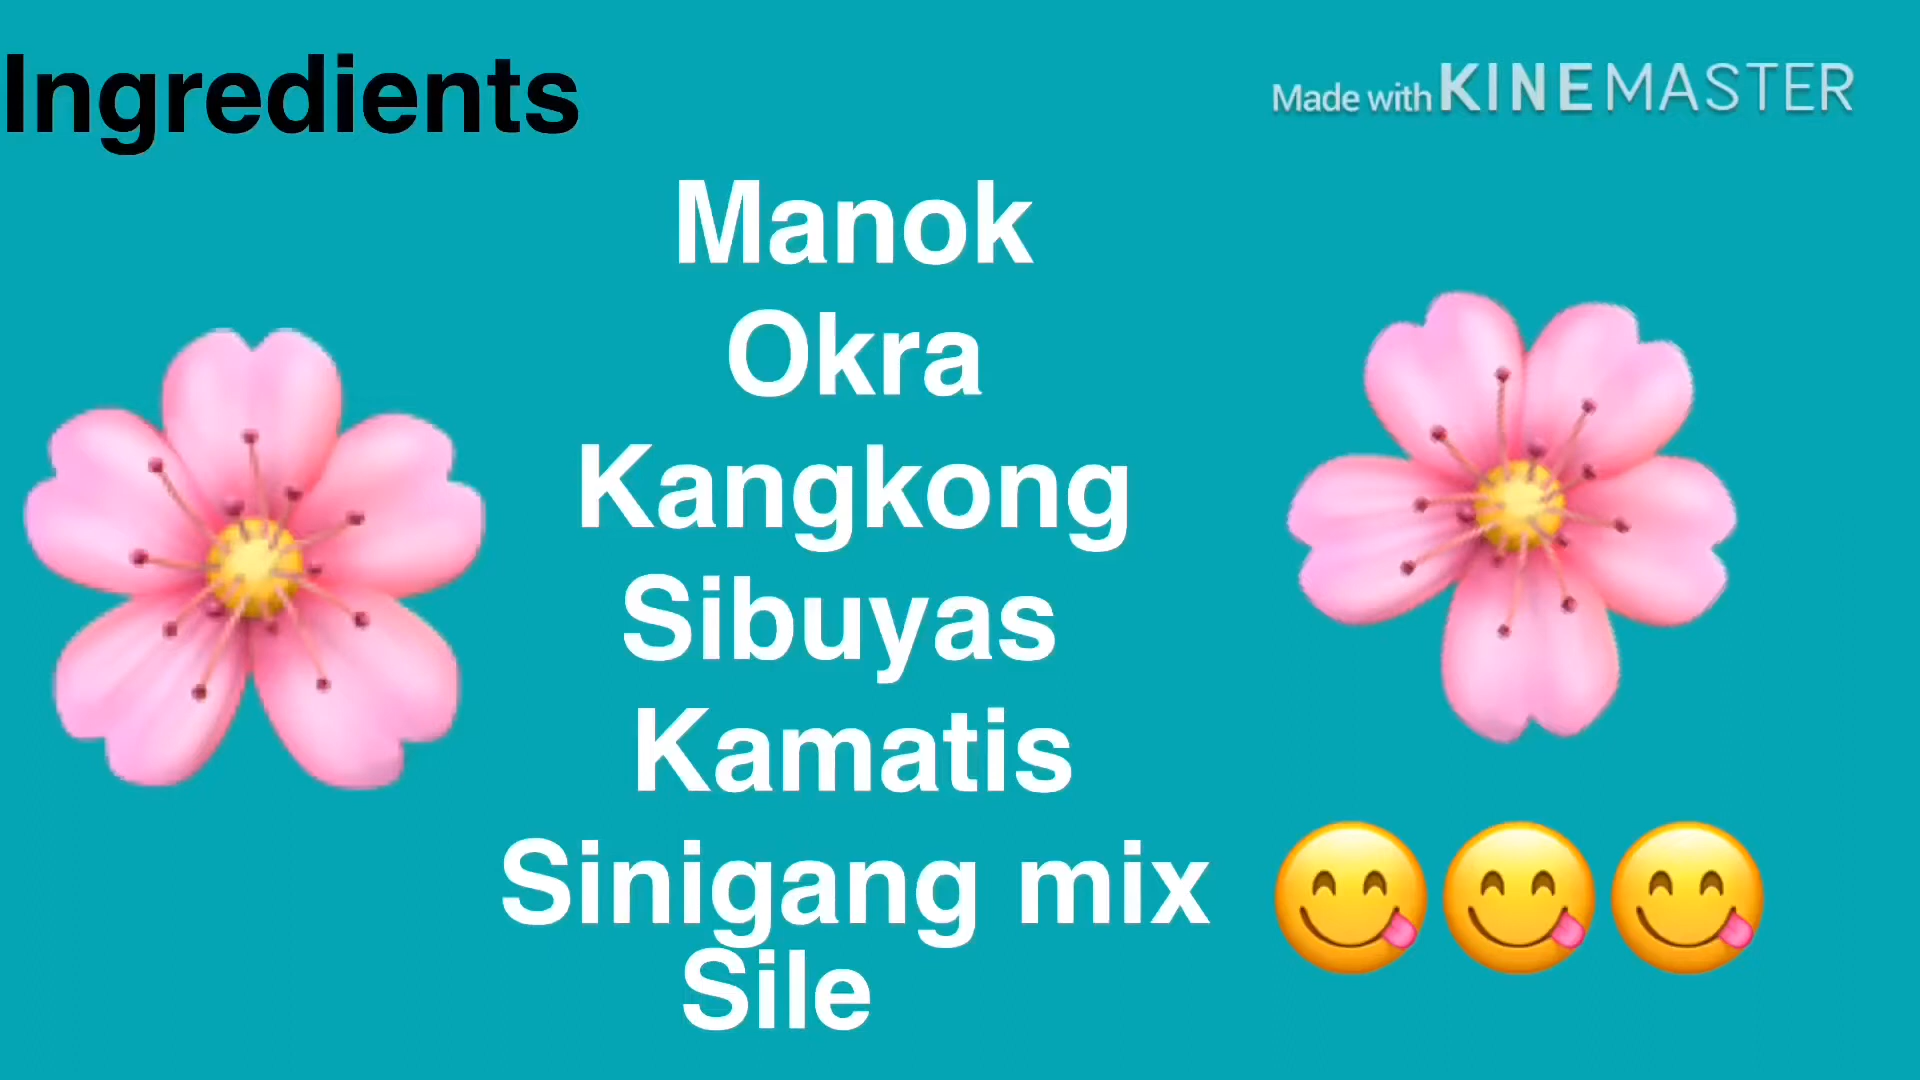 Ingredients
Made with KINEMASTER
Manok
Okra
Kangkong
Sibuyas
Kamatis
Sinigang mix
Sile